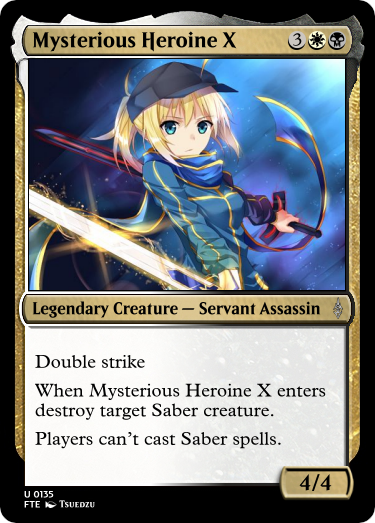 Mysterious Heroine X 3
Legendary Creature — Servant Assassin
Double strike
When Mysterious Heroine X enters
destroy target Saber creature.
Players can't cast Saber spells.
4/4
U 0135
FTE Tsuedzu